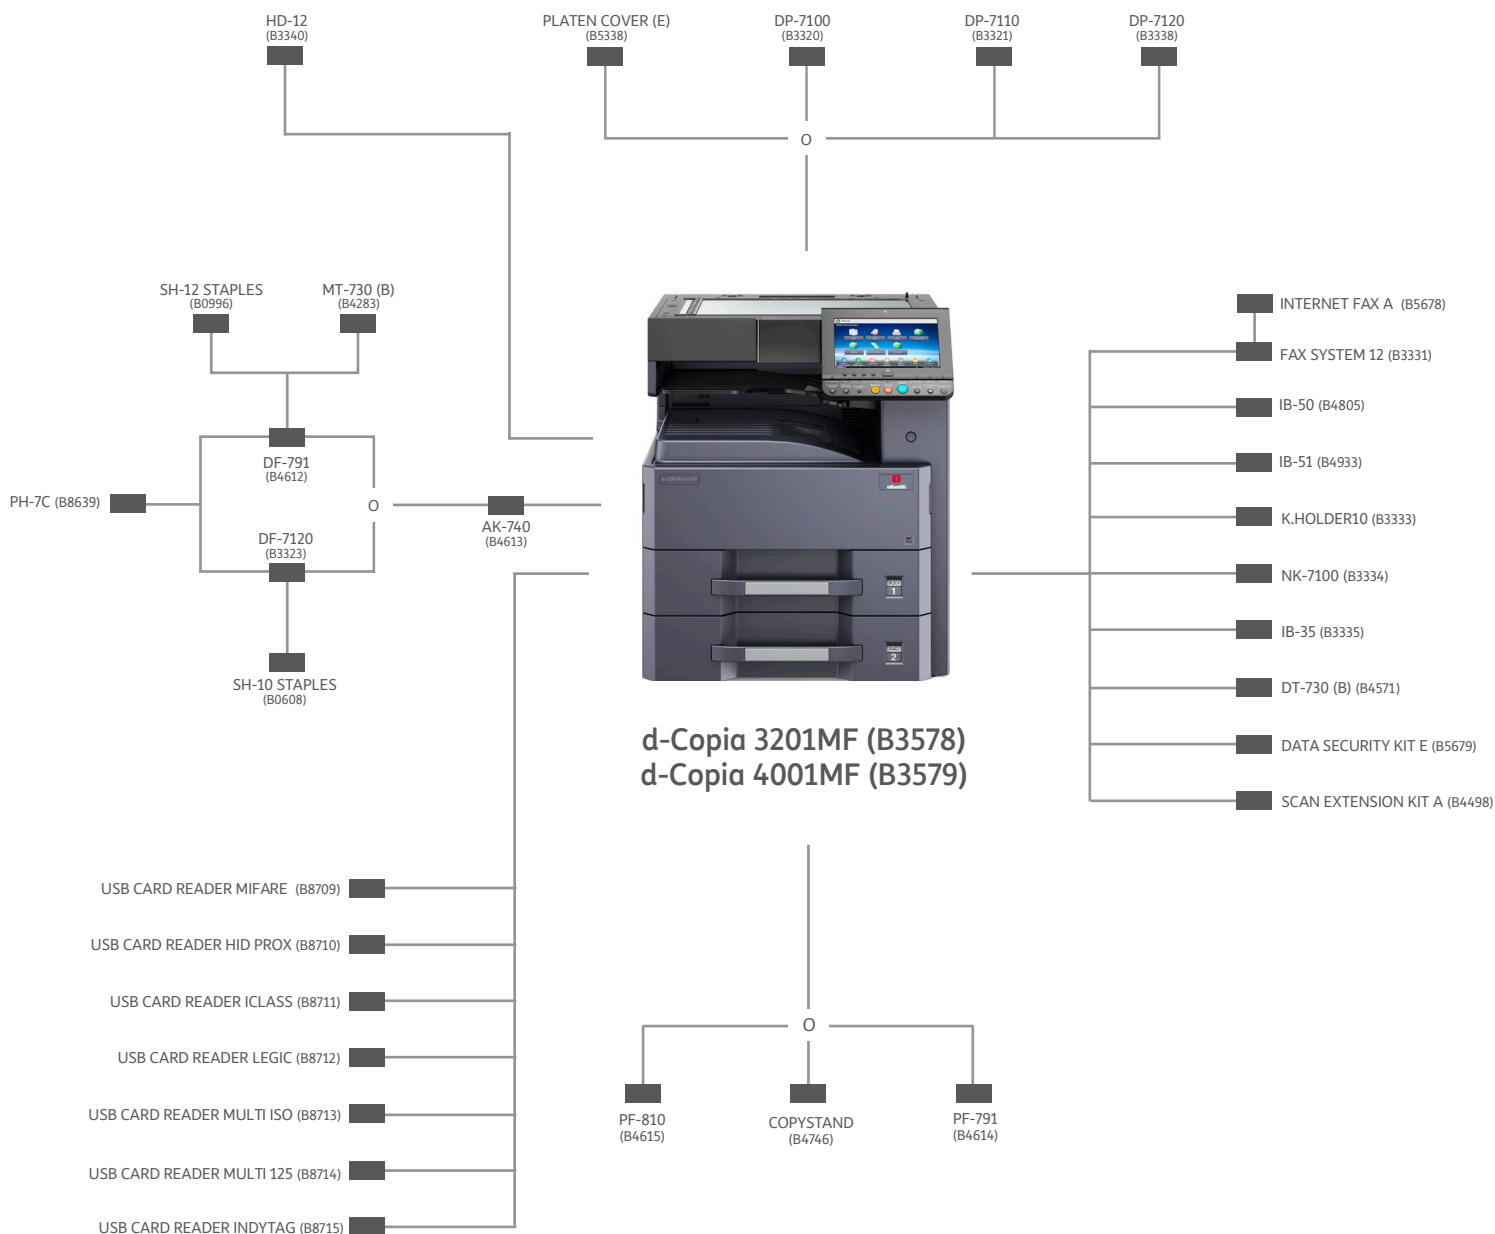 HD-12
(B3340)
PLATEN COVER (E)
(B5338)
DP-7100
(B3320)
DP-7110
(B3321)
DP-7120
(B3338)
O
SH-12 STAPLES
(B0996)
MT-730 (B)
(B4283)
DF-791
(B4612)
PH-7C (B8639)
O
AK-740
(B4613)
DF-7120
(B3323)
SH-10 STAPLES
(B0608)
olivetti
1
2
INTERNET FAX A (B5678)
FAX SYSTEM 12 (B3331)
IB-50 (B4805)
IB-51 (B4933)
K.HOLDER10 (B3333)
NK-7100 (B3334)
IB-35 (B3335)
DT-730 (B) (B4571)
DATA SECURITY KIT E (B5679)
SCAN EXTENSION KIT A (B4498)
d-Copia 3201MF (B3578)
d-Copia 4001MF (B3579)
USB CARD READER MIFARE (B8709)
USB CARD READER HID PROX (B8710)
USB CARD READER ICLASS (B8711)
USB CARD READER LEGIC (B8712)
USB CARD READER MULTI ISO (B8713)
USB CARD READER MULTI 125 (B8714)
USB CARD READER INDYTAG (B8715)
O
PF-810
(B4615)
COPYSTAND
(B4746)
PF-791
(B4614)